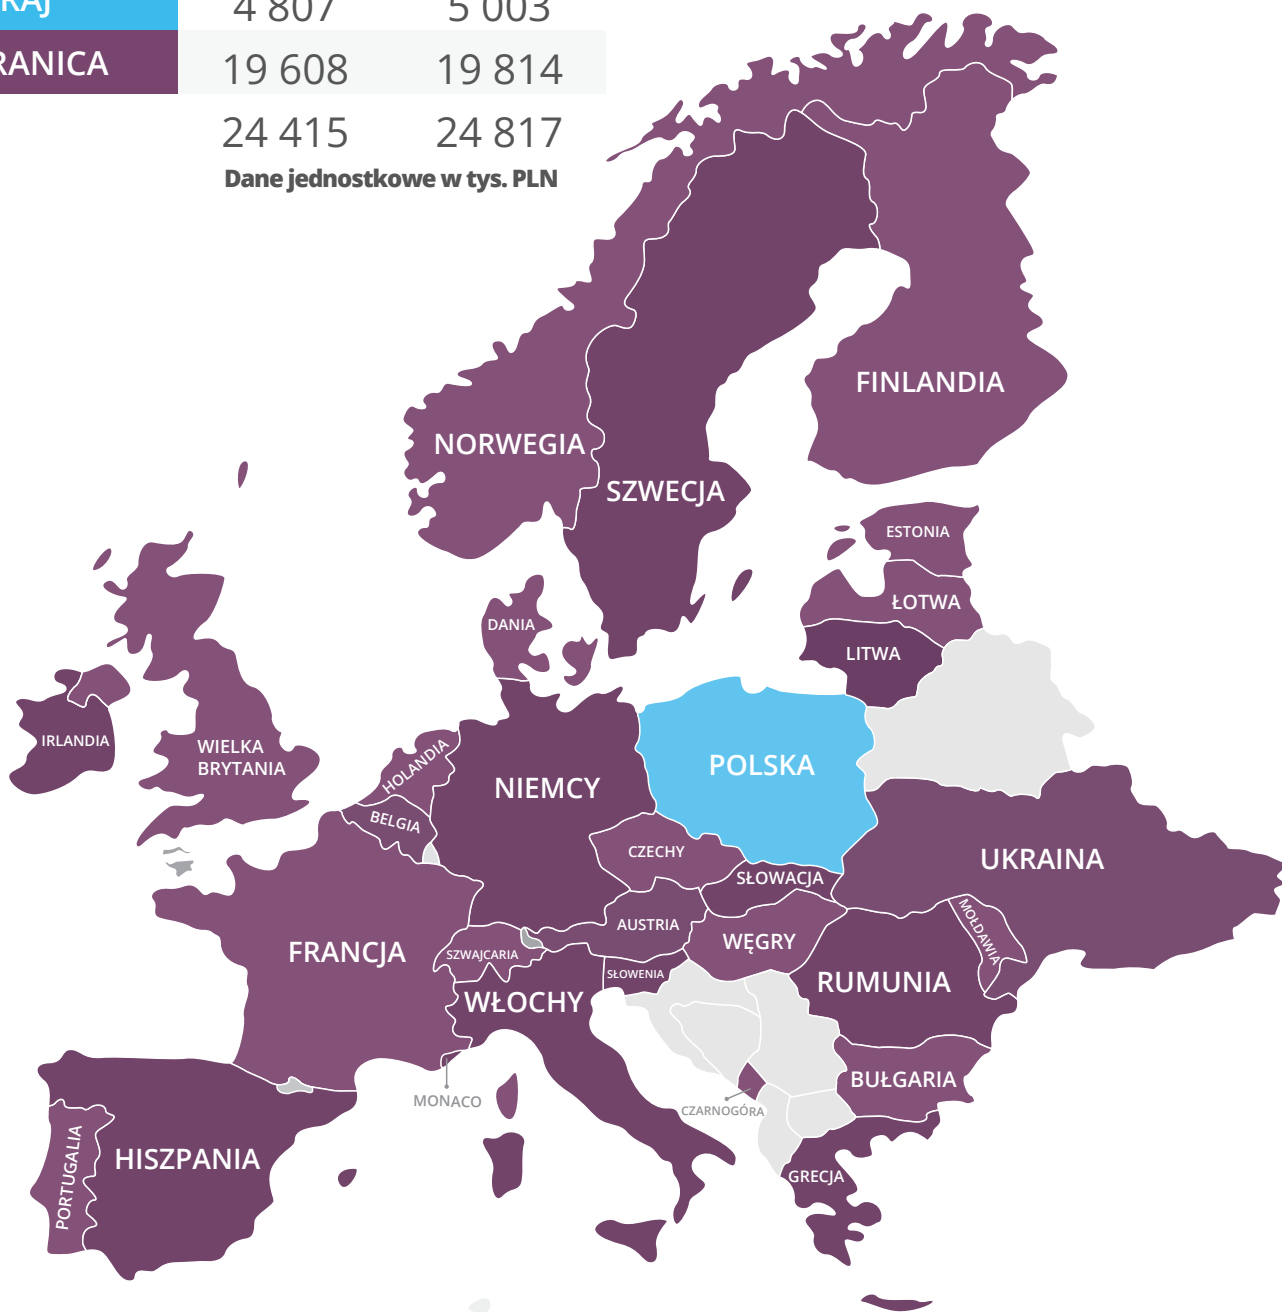 RAJ 4 807 5 003
RANICA 19 608 19 814
24 415 24 817
Dane jednostkowe w tys. PLN
FINLANDIA
NORWEGIA
SZWECJA
ESTONIA
ŁOTWA
DANIA
LITWA
IRLANDIA
WIELKA
BRYTANIA
HOLANDIA
POLSKA
NIEMCY
BELGIA
CZECHY
UKRAINA
SŁOWACJA
AUSTRIA
MOŁDAWIA
WĘGRY
FRANCJA
SZWAJCARIA
SŁOWENIA
RUMUNIA
WŁOCHY
BUŁGARIA
MONACO
CZARNOGÓRA
HISZPANIA
PORTUGALIA
GRECJA